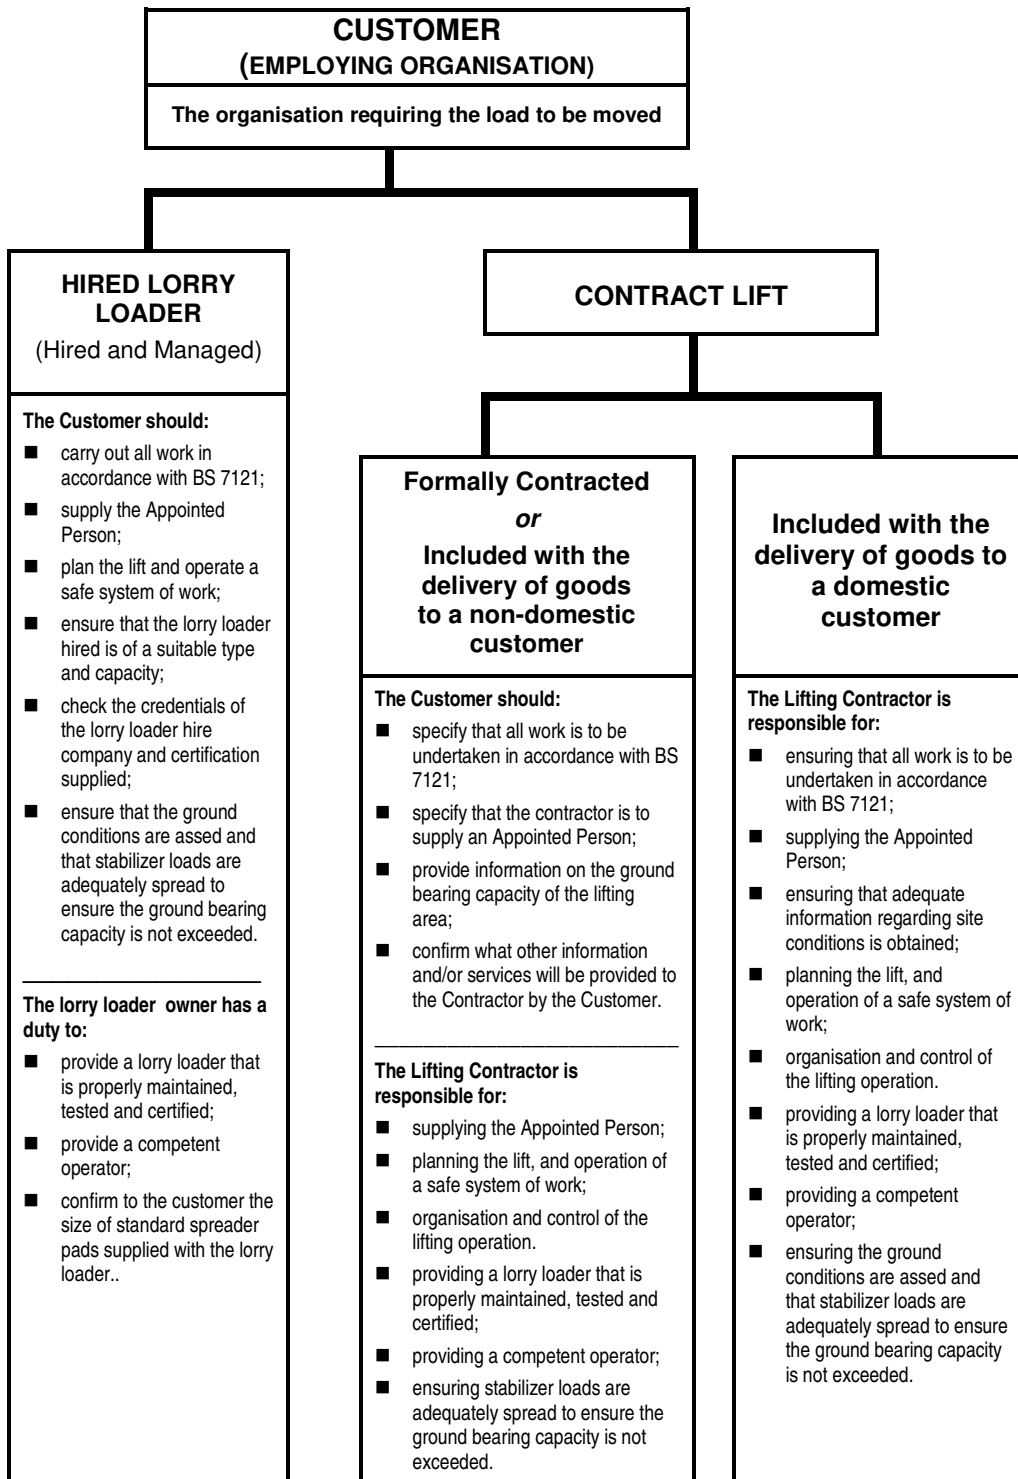 CUSTOMER
(EMPLOYING ORGANISATION)
The organisation requiring the load to be moved
HIRED LORRY
LOADER
(Hired and Managed)
The Customer should:
■ carry out all work in
accordance with BS 7121;
■ supply the Appointed
Person;
■ plan the lift and operate a
safe system of work;
■ ensure that the lorry loader
hired is of a suitable type
and capacity;
■ check the credentials of
the lorry loader hire
company and certification
supplied;
■ ensure that the ground
conditions are assed and
that stabilizer loads are
adequately spread to
ensure the ground bearing
capacity is not exceeded.
The lorry loader owner has a
duty to:
■ provide a lorry loader that
is properly maintained,
tested and certified;
■ provide a competent
operator;
■ confirm to the customer the
size of standard spreader
pads supplied with the lorry
loader..
CONTRACT LIFT
Formally Contracted
or
Included with the
delivery of goods
to a non-domestic
customer
The Customer should:
■ specify that all work is to be
undertaken in accordance with BS
7121;
■ specify that the contractor is to
supply an Appointed Person;
■ provide information on the ground
bearing capacity of the lifting
area;
■ confirm what other information
and/or services will be provided to
the Contractor by the Customer.
The Lifting Contractor is
responsible for:
■ supplying the Appointed Person;
■ planning the lift, and operation of
a safe system of work;
■ organisation and control of the
lifting operation.
■ providing a lorry loader that is
properly maintained, tested and
certified;
■ providing a competent operator;
■ ensuring stabilizer loads are
adequately spread to ensure the
ground bearing capacity is not
exceeded.
Included with the
delivery of goods to
a domestic
customer
The Lifting Contractor is
responsible for:
■ ensuring that all work is to be
undertaken in accordance
with BS 7121;
■ supplying the Appointed
Person;
■ ensuring that adequate
information regarding site
conditions is obtained;
■ planning the lift, and
operation of a safe system of
work;
■ organisation and control of
the lifting operation.
■ providing a lorry loader that
is properly maintained,
tested and certified;
■ providing a competent
operator;
■ ensuring the ground
conditions are assed and
that stabilizer loads are
adequately spread to ensure
the ground bearing capacity
is not exceeded.